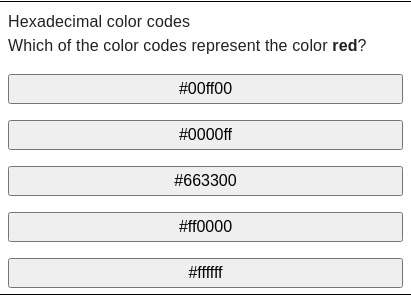 Hexadecimal color codes
Which of the color codes represent the color red?
#00ff00
#0000ff
#663300
#ff0000
#ffffff